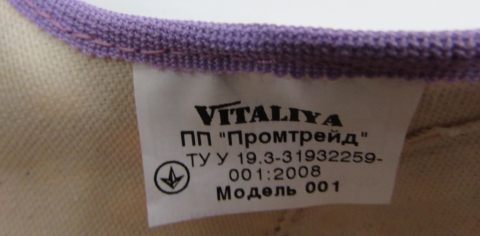 VITALIYA
ПП "Промтрейд"
ТУ У 19.3-31932259-
001:2008
Модель 001